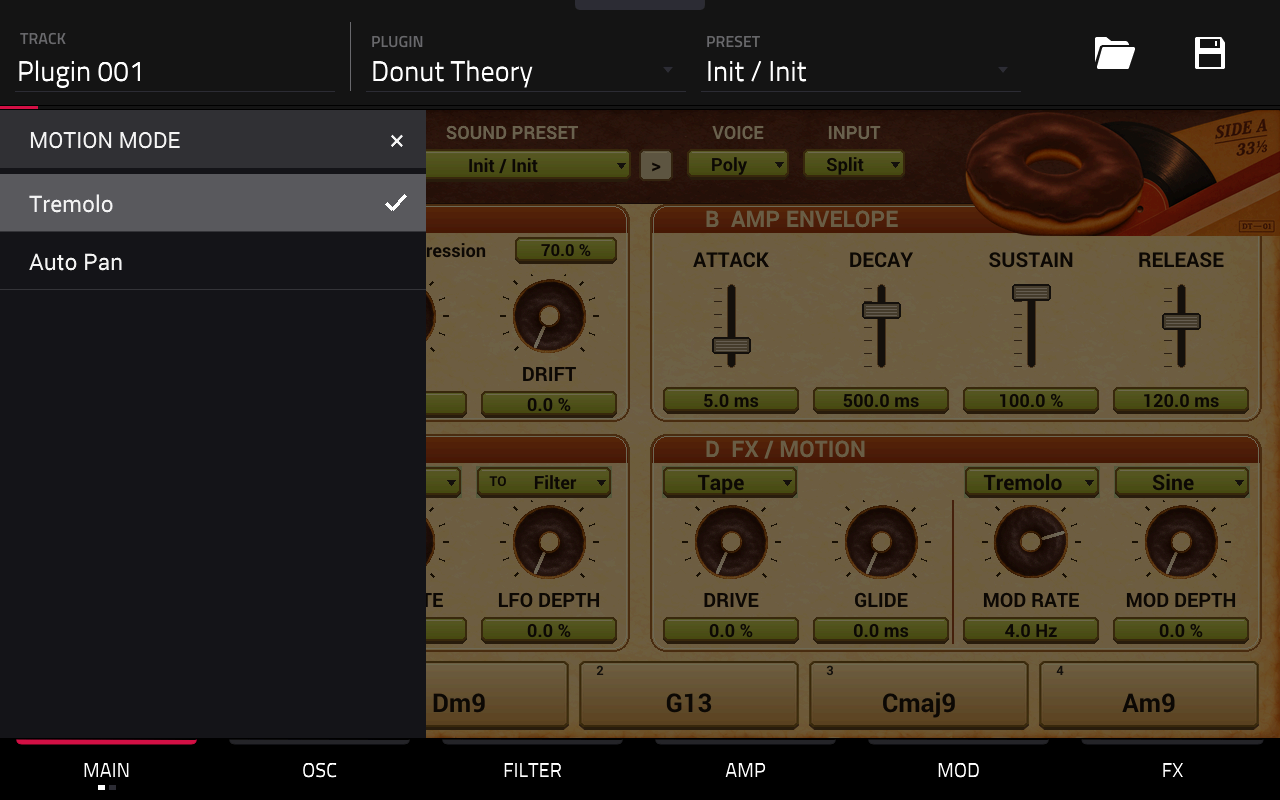 TRACK
Plugin 001
PLUGIN
Donut Theory
PRESET
Init / Init
MOTION MODE
Tremolo
Auto Pan
SOUND PRESET
Init / Init
>
VOICE
Poly
INPUT
Split
SIDE A
33⅓
DT-01
ression
70.0 %
DRIFT
0.0 %
B AMP ENVELOPE
ATTACK
DECAY
SUSTAIN
RELEASE
5.0 ms
500.0 ms
100.0 %
120.0 ms
TO Filter
TE
LFO DEPTH
0.0 %
D FX / MOTION
Tape
Tremolo
Sine
DRIVE
GLIDE
MOD RATE
MOD DEPTH
0.0 %
0.0 ms
4.0 Hz
0.0 %
Dm9
2
G13
3
Cmaj9
4
Am9
MAIN
OSC
FILTER
AMP
MOD
FX